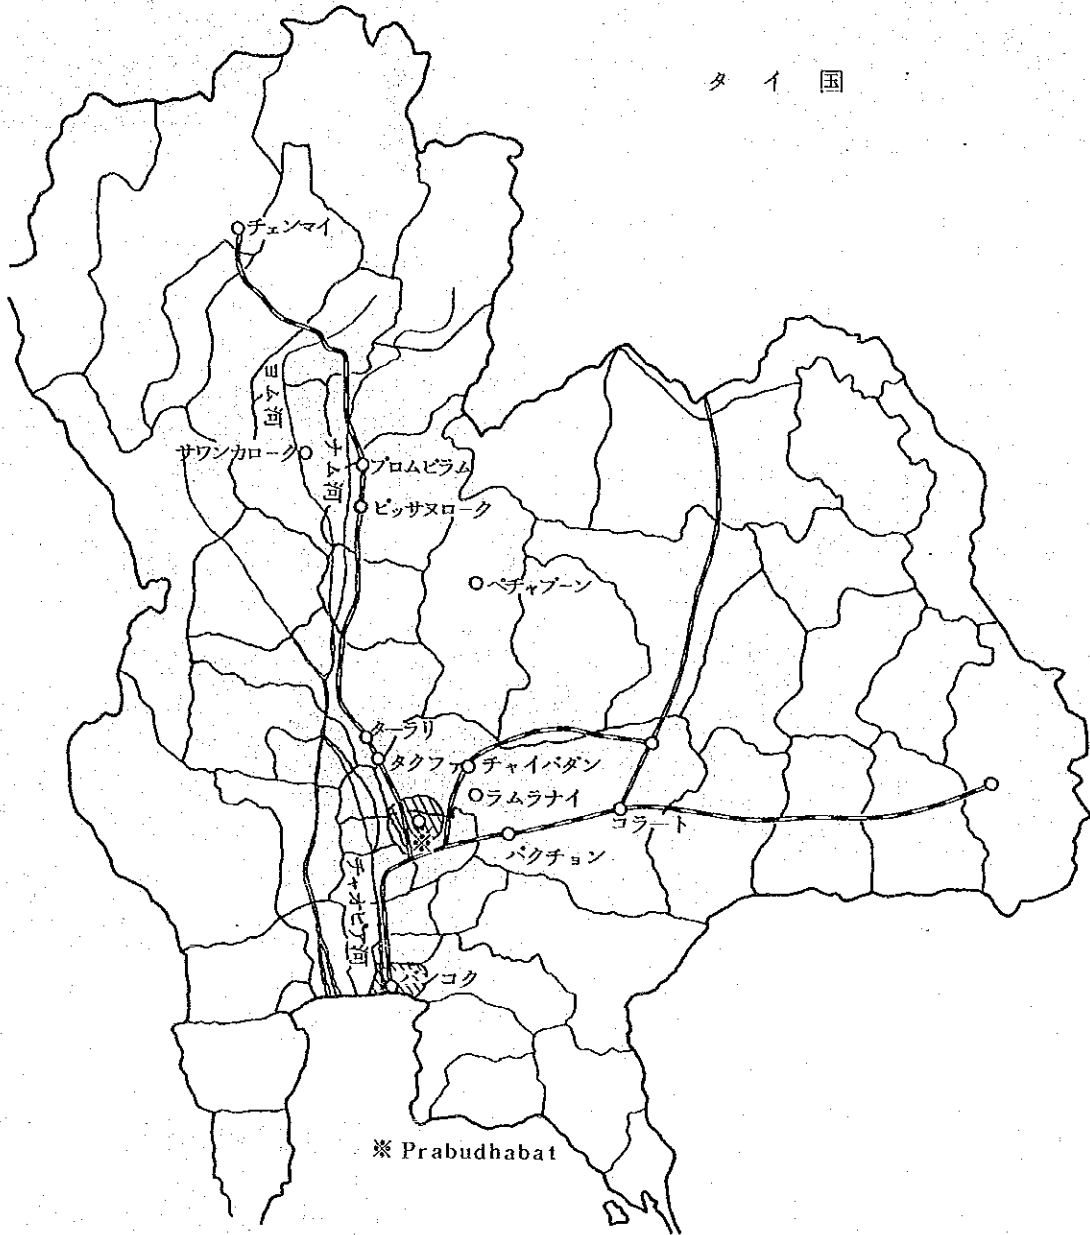 タイ国
チェンマイ
ヨム河
サワンカローク
ナム河
プロムピラム
ピッサヌローク
ペチャブーン
ターラリ
タクファ
チャイバダン
ラムラナイ
コラート
パクチョン
チャオピア河
バンコク
※
※ Prabudhabat